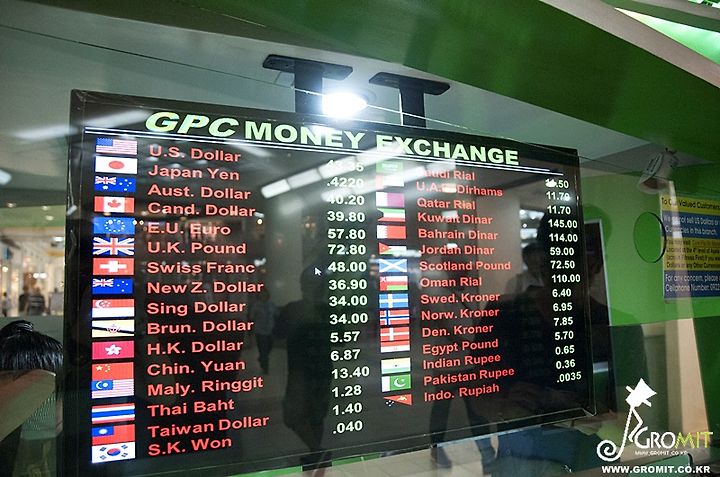 GPC MONEY EXCHANGE
U.S. Dollar
Japan Yen .4220
Aust. Dollar 40.20
Cand. Dollar 39.80
E.U. Euro 57.80
U.K. Pound 72.80
Swiss Franc 48.00
New Z. Dollar 36.90
Sing Dollar 34.00
Brun. Dollar 34.00
H.K. Dollar 5.57
Chin. Yuan 6.87
Maly. Ringgit 13.40
Thai Baht 1.28
Taiwan Dollar 1.40
S.K. Won .040
Saudi Rial
U.A.E Dirhams 11.70
Qatar Rial 11.70
Kuwait Dinar 145.00
Bahrain Dinar 114.00
Jordan Dinar 59.00
Scotland Pound 72.50
Oman Rial 110.00
Swed. Kroner 6.40
Norw. Kroner 6.95
Den. Kroner 7.85
Egypt Pound 5.70
Indian Rupee 0.65
Pakistan Rupee 0.36
Indo. Rupiah .0035
Valued Customers
GROMIT
WWW.GROMIT.CO.KR
WWW.GROMIT.CO.KR